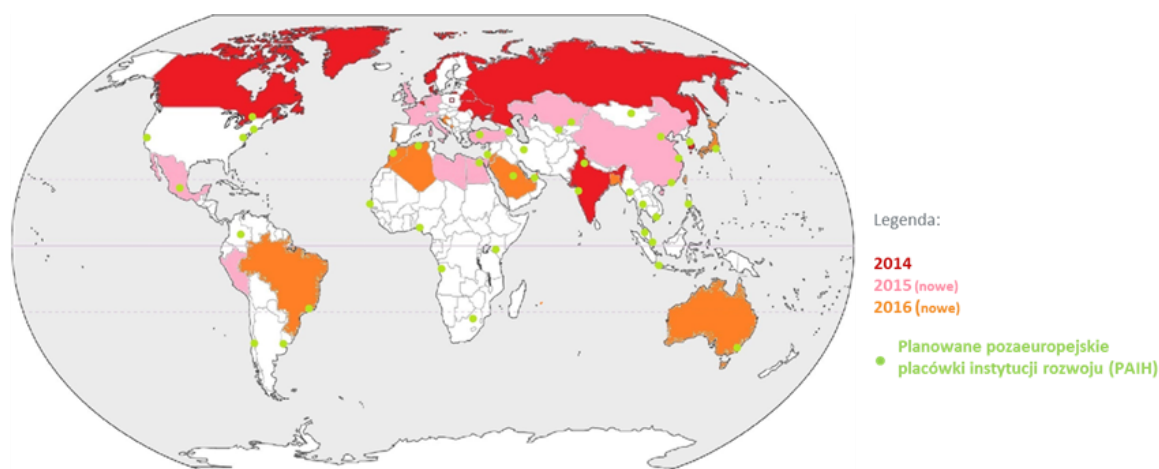 Legenda:
2014
2015 (nowe)
2016 (nowe)
Planowane pozaeuropejskie
placówki instytucji rozwoju (PAIH)